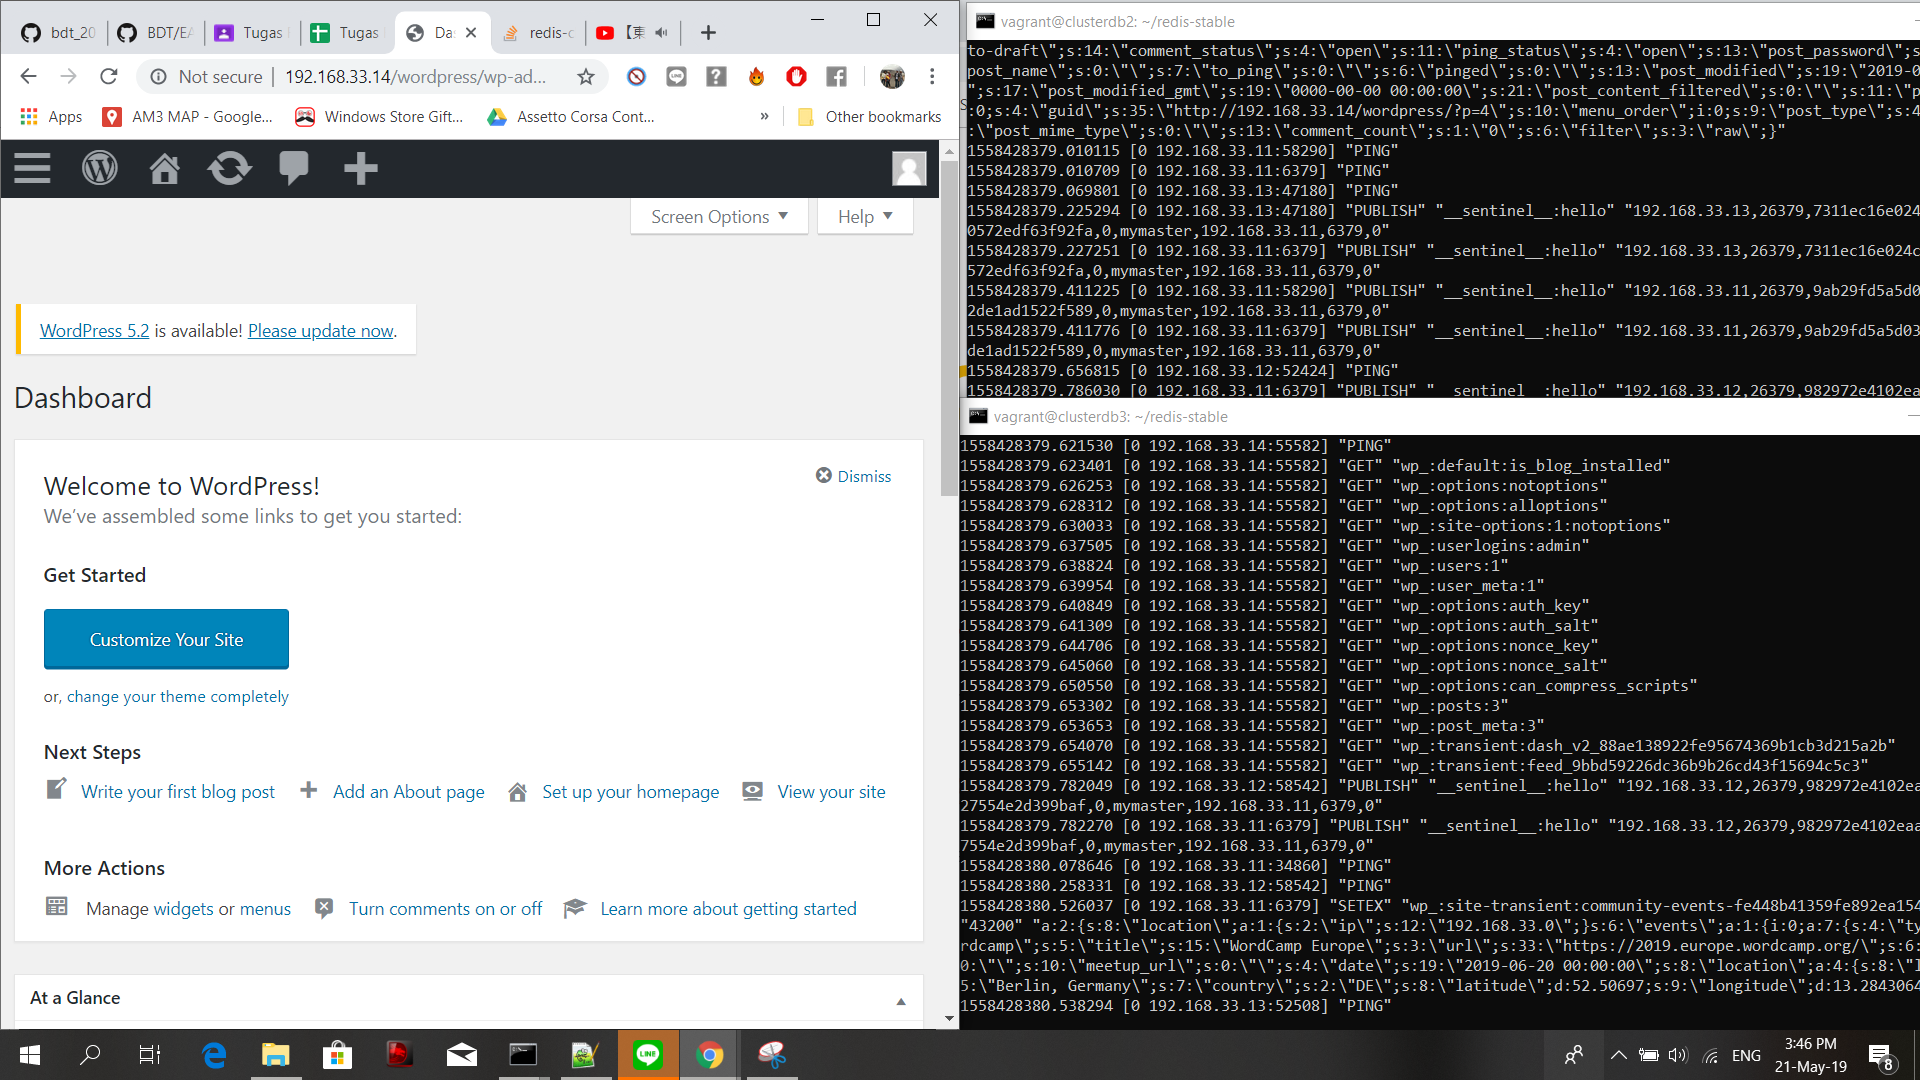 bdt_20
BDT/EA
Tugas
Tugas
Da
redis-c
Not secure | 192.168.33.14/wordpress/wp-ad...
Apps
AM3 MAP - Google...
Windows Store Gift...
Assetto Corsa Cont...
»
Other bookmarks
Screen Options
Help
WordPress 5.2 is available! Please update now.
Dashboard
Welcome to WordPress!
Dismiss
We've assembled some links to get you started:
Get Started
Customize Your Site
or, change your theme completely
Next Steps
Write your first blog post
Add an About page
Set up your homepage
View your site
More Actions
Manage widgets or menus
Turn comments on or off
Learn more about getting started
At a Glance
vagrant@clusterdb2: ~/redis-stable
to-draft\";s:14:\"comment_status\";s:4:\"open\";s:11:\"ping_status\";s:4:\"open\";s:13:\"post_password\";s
post_name\";s:0:\"\";s:7:\"to_ping\";s:0:\"\";s:6:\"pinged\";s:0:\"\";s:13:\"post_modified\";s:19:\"2019-0
\";s:17:\"post_modified_gmt\";s:19:\"0000-00-00 00:00:00\";s:21:\"post_content_filtered\";s:0:\"\";s:11:\"p
:0;s:4:\"guid\";s:35:\"http://192.168.33.14/wordpress/?p=4\";s:10:\"menu_order\";i:0;s:9:\"post_type\";s:4
:\"post_mime_type\";s:0:\"\";s:13:\"comment_count\";s:1:\"0\";s:6:\"filter\";s:3:\"raw\";}"
1558428379.010115 [0 192.168.33.11:58290] "PING"
1558428379.010709 [0 192.168.33.11:6379] "PING"
1558428379.069801 [0 192.168.33.13:47180] "PING"
1558428379.225294 [0 192.168.33.13:47180] "PUBLISH" "__sentinel__:hello" "192.168.33.13,26379,7311ec16e024
0572edf63f92fa,0,mymaster,192.168.33.11,6379,0"
1558428379.227251 [0 192.168.33.11:6379] "PUBLISH" "__sentinel__:hello" "192.168.33.13,26379,7311ec16e024c
572edf63f92fa,0,mymaster,192.168.33.11,6379,0"
1558428379.411225 [0 192.168.33.11:58290] "PUBLISH" "__sentinel__:hello" "192.168.33.11,26379,9ab29fd5a5d0
2de1ad1522f589,0,mymaster,192.168.33.11,6379,0"
1558428379.411776 [0 192.168.33.11:6379] "PUBLISH" "__sentinel__:hello" "192.168.33.11,26379,9ab29fd5a5d03
de1ad1522f589,0,mymaster,192.168.33.11,6379,0"
1558428379.656815 [0 192.168.33.12:52424] "PING"
1558428379.786030 [0 192.168.33.11:6379] "PUBLISH" "__sentinel__:hello" "192.168.33.12,26379,982972e4102ea
vagrant@clusterdb3: ~/redis-stable
1558428379.621530 [0 192.168.33.14:55582] "PING"
1558428379.623401 [0 192.168.33.14:55582] "GET" "wp_:default:is_blog_installed"
1558428379.626253 [0 192.168.33.14:55582] "GET" "wp_:options:notoptions"
1558428379.628312 [0 192.168.33.14:55582] "GET" "wp_:options:alloptions"
1558428379.630033 [0 192.168.33.14:55582] "GET" "wp_:site-options:1:notoptions"
1558428379.637505 [0 192.168.33.14:55582] "GET" "wp_:userlogins:admin"
1558428379.638824 [0 192.168.33.14:55582] "GET" "wp_:users:1"
1558428379.639954 [0 192.168.33.14:55582] "GET" "wp_:user_meta:1"
1558428379.640849 [0 192.168.33.14:55582] "GET" "wp_:options:auth_key"
1558428379.641309 [0 192.168.33.14:55582] "GET" "wp_:options:auth_salt"
1558428379.644706 [0 192.168.33.14:55582] "GET" "wp_:options:nonce_key"
1558428379.645060 [0 192.168.33.14:55582] "GET" "wp_:options:nonce_salt"
1558428379.650550 [0 192.168.33.14:55582] "GET" "wp_:options:can_compress_scripts"
1558428379.653302 [0 192.168.33.14:55582] "GET" "wp_:posts:3"
1558428379.653653 [0 192.168.33.14:55582] "GET" "wp_:post_meta:3"
1558428379.654070 [0 192.168.33.14:55582] "GET" "wp_:transient:dash_v2_88ae138922fe95674369b1cb3d215a2b"
1558428379.655142 [0 192.168.33.14:55582] "GET" "wp_:transient:feed_9bbd59226dc36b9b26cd43f15694c5c3"
1558428379.782049 [0 192.168.33.12:58542] "PUBLISH" "__sentinel__:hello" "192.168.33.12,26379,982972e4102ea
27554e2d399baf,0,mymaster,192.168.33.11,6379,0"
1558428379.782270 [0 192.168.33.11:6379] "PUBLISH" "__sentinel__:hello" "192.168.33.12,26379,982972e4102eaa
7554e2d399baf,0,mymaster,192.168.33.11,6379,0"
1558428380.078646 [0 192.168.33.11:34860] "PING"
1558428380.258331 [0 192.168.33.12:58542] "PING"
1558428380.526037 [0 192.168.33.11:6379] "SETEX" "wp_:site-transient:community-events-fe448b41359fe892ea154
"43200" "a:2:{s:8:\"location\";a:1:{s:2:\"ip\";s:12:\"192.168.33.0\";}s:6:\"events\";a:1:{i:0;a:7:{s:4:\"ty
rdcamp\";s:5:\"title\";s:15:\"WordCamp Europe\";s:3:\"url\";s:33:\"https://2019.europe.wordcamp.org/\";s:6:
0:\"\";s:10:\"meetup_url\";s:0:\"\";s:4:\"date\";s:19:\"2019-06-20 00:00:00\";s:8:\"location\";a:4:{s:8:\"l
5:\"Berlin, Germany\";s:7:\"country\";s:2:\"DE\";s:8:\"latitude\";d:52.50697;s:9:\"longitude\";d:13.2843064
1558428380.538294 [0 192.168.33.13:52508] "PING"
LINE
ENG
3:46 PM
21-May-19
8